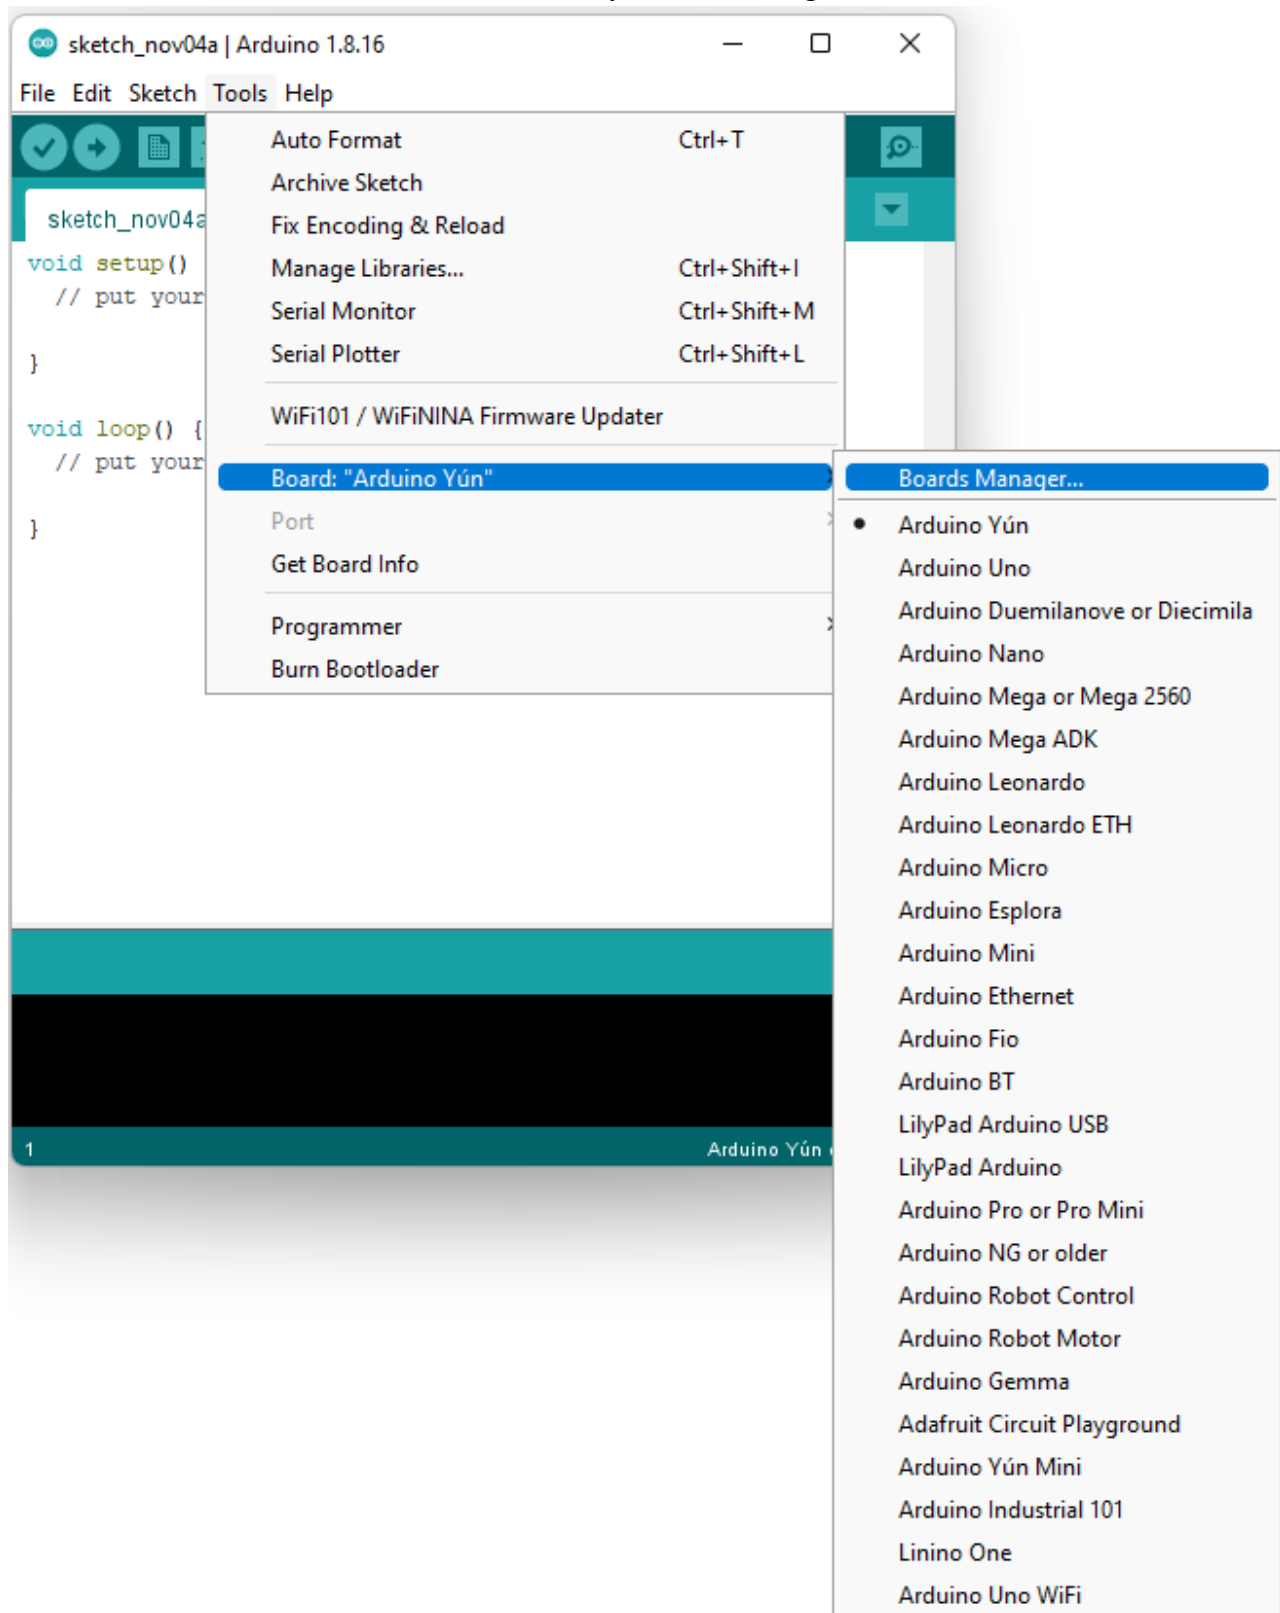 sketch_nov04a | Arduino 1.8.16
File Edit Sketch Tools Help
sketch_nov04a
void setup()
// put your
}
void loop() {
// put your
}
Auto Format Ctrl+T
Archive Sketch
Fix Encoding & Reload
Manage Libraries... Ctrl+Shift+I
Serial Monitor Ctrl+Shift+M
Serial Plotter Ctrl+Shift+L
WiFi101 / WiFiNINA Firmware Updater
Board: "Arduino Yún"
Port
Get Board Info
Programmer
Burn Bootloader
Boards Manager...
Arduino Yún
Arduino Uno
Arduino Duemilanove or Diecimila
Arduino Nano
Arduino Mega or Mega 2560
Arduino Mega ADK
Arduino Leonardo
Arduino Leonardo ETH
Arduino Micro
Arduino Esplora
Arduino Mini
Arduino Ethernet
Arduino Fio
Arduino BT
LilyPad Arduino USB
LilyPad Arduino
Arduino Pro or Pro Mini
Arduino NG or older
Arduino Robot Control
Arduino Robot Motor
Arduino Gemma
Adafruit Circuit Playground
Arduino Yún Mini
Arduino Industrial 101
Linino One
Arduino Uno WiFi
1 Arduino Yún